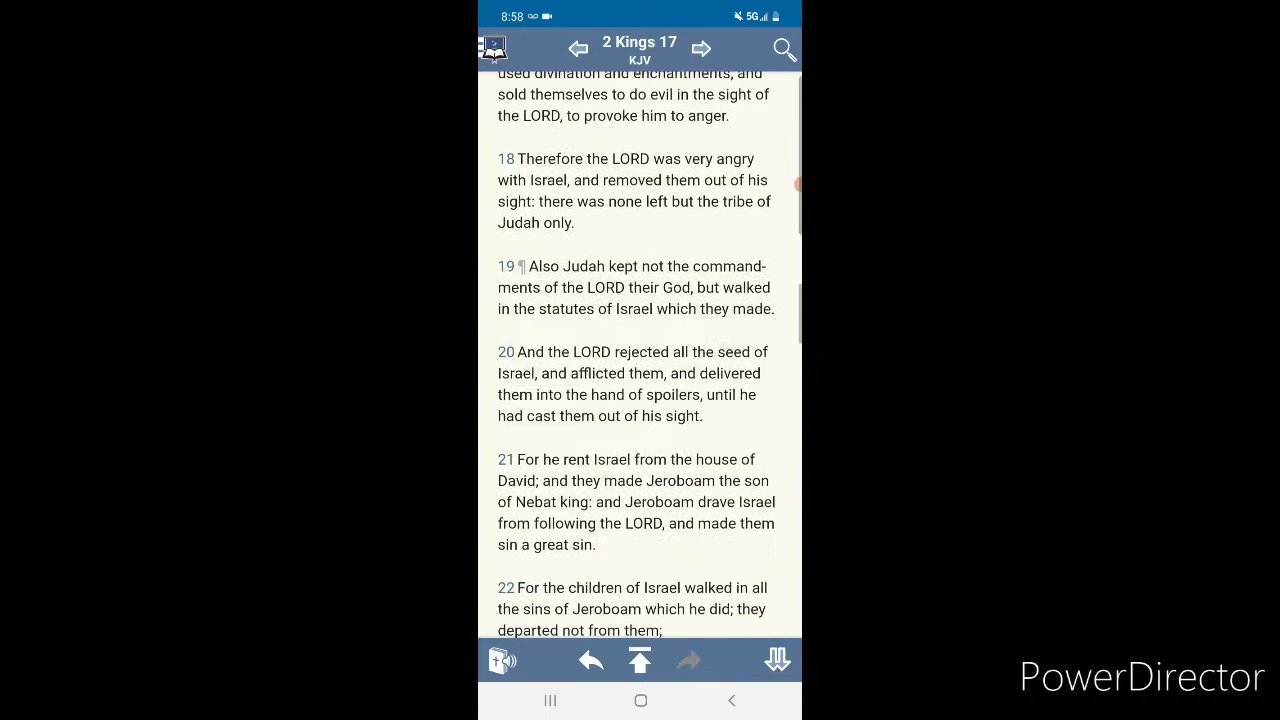 8:58
5G
2 Kings 17
KJV
used divination and enchantments, and
sold themselves to do evil in the sight of
the LORD, to provoke him to anger.
18 Therefore the LORD was very angry
with Israel, and removed them out of his
sight: there was none left but the tribe of
Judah only.
19 ¶ Also Judah kept not the command-
ments of the LORD their God, but walked
in the statutes of Israel which they made.
20 And the LORD rejected all the seed of
Israel, and afflicted them, and delivered
them into the hand of spoilers, until he
had cast them out of his sight.
21 For he rent Israel from the house of
David; and they made Jeroboam the son
of Nebat king: and Jeroboam drave Israel
from following the LORD, and made them
sin a great sin.
22 For the children of Israel walked in all
the sins of Jeroboam which he did; they
departed not from them;
PowerDirector